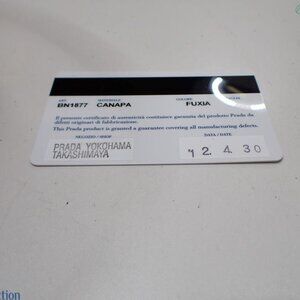 ART. MATERIALE COLORE
BN1877 CANAPA FUXIA
Il presente certificato di autenticità costituisce garanzia del prodotto Prada da
difetti originari di fabbricazione.
This Prada product is granted a guarantee covering all manufacturing defects.
NEGOZIO / SHOP DATA / DATE
PRADA YOKOHAMA
TAKASHIMAYA
'12. 4. 30
ction